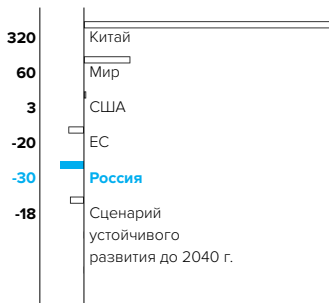 320 Китай
60 Мир
3 США
-20 ЕС
-30 Россия
-18 Сценарий
устойчивого
развития до 2040 г.